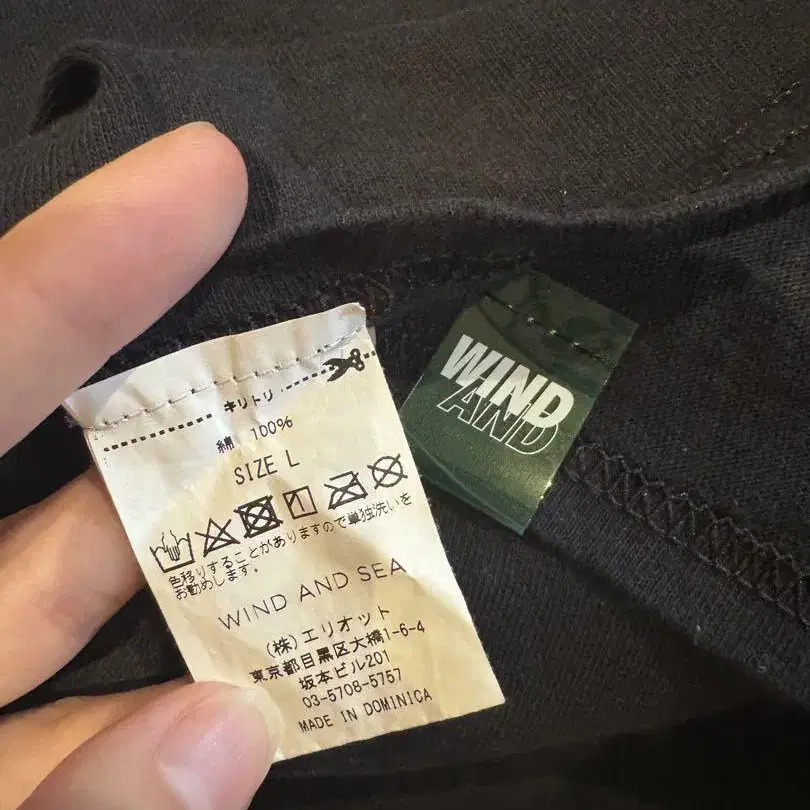 キリトリ
綿 100%
SIZE L
色移りすることがありますので単独洗いを
お勧めします。
WIND AND SEA
(株)エリオット
東京都目黒区大橋1-6-4
坂本ビル201
03-5708-5757
MADE IN DOMINICA
WIND
AND